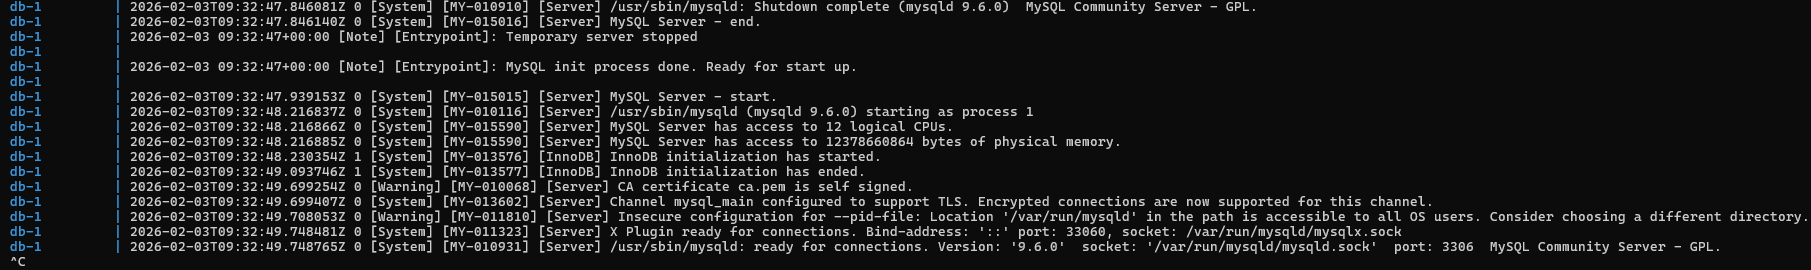 db-1 | 2026-02-03T09:32:47.846081Z 0 [System] [MY-010910] [Server] /usr/sbin/mysqld: Shutdown complete (mysqld 9.6.0)  MySQL Community Server - GPL.
db-1 | 2026-02-03T09:32:47.846140Z 0 [System] [MY-015016] [Server] MySQL Server - end.
db-1 | 2026-02-03 09:32:47+00:00 [Note] [Entrypoint]: Temporary server stopped
db-1 |
db-1 | 2026-02-03 09:32:47+00:00 [Note] [Entrypoint]: MySQL init process done. Ready for start up.
db-1 |
db-1 | 2026-02-03T09:32:47.939153Z 0 [System] [MY-015015] [Server] MySQL Server - start.
db-1 | 2026-02-03T09:32:48.216837Z 0 [System] [MY-010116] [Server] /usr/sbin/mysqld (mysqld 9.6.0) starting as process 1
db-1 | 2026-02-03T09:32:48.216866Z 0 [System] [MY-015590] [Server] MySQL Server has access to 12 logical CPUs.
db-1 | 2026-02-03T09:32:48.216885Z 0 [System] [MY-015590] [Server] MySQL Server has access to 12378660864 bytes of physical memory.
db-1 | 2026-02-03T09:32:48.230354Z 1 [System] [MY-013576] [InnoDB] InnoDB initialization has started.
db-1 | 2026-02-03T09:32:49.093746Z 1 [System] [MY-013577] [InnoDB] InnoDB initialization has ended.
db-1 | 2026-02-03T09:32:49.699254Z 0 [Warning] [MY-010068] [Server] CA certificate ca.pem is self signed.
db-1 | 2026-02-03T09:32:49.699407Z 0 [System] [MY-013602] [Server] Channel mysql_main configured to support TLS. Encrypted connections are now supported for this channel.
db-1 | 2026-02-03T09:32:49.708053Z 0 [Warning] [MY-011810] [Server] Insecure configuration for --pid-file: Location '/var/run/mysqld' in the path is accessible to all OS users. Consider choosing a different directory.
db-1 | 2026-02-03T09:32:49.748481Z 0 [System] [MY-011323] [Server] X Plugin ready for connections. Bind-address: '::' port: 33060, socket: /var/run/mysqld/mysqlx.sock
db-1 | 2026-02-03T09:32:49.748765Z 0 [System] [MY-010931] [Server] /usr/sbin/mysqld: ready for connections. Version: '9.6.0'  socket: '/var/run/mysqld/mysqld.sock'  port: 3306  MySQL Community Server - GPL.
^C